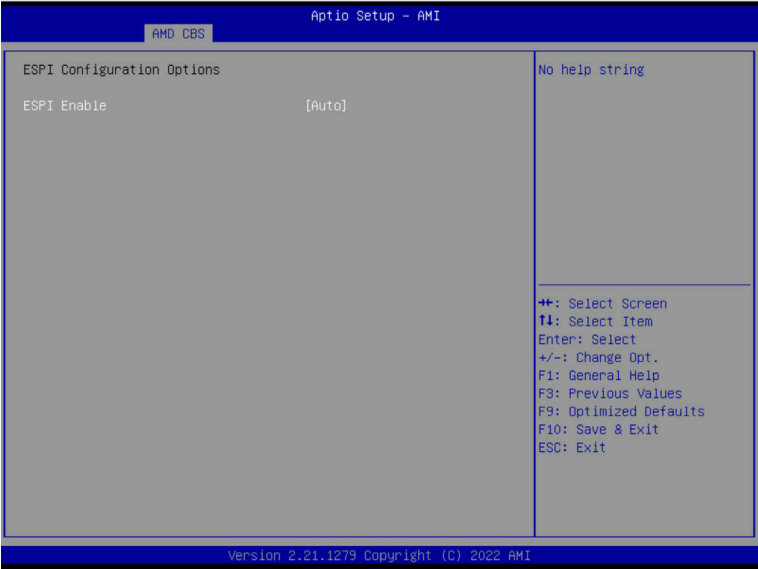 Aptio Setup - AMI
AMD CBS
ESPI Configuration Options
ESPI Enable [Auto]
No help string
→←: Select Screen
↑↓: Select Item
Enter: Select
+/-: Change Opt.
F1: General Help
F3: Previous Values
F9: Optimized Defaults
F10: Save & Exit
ESC: Exit
Version 2.21.1279 Copyright (C) 2022 AMI